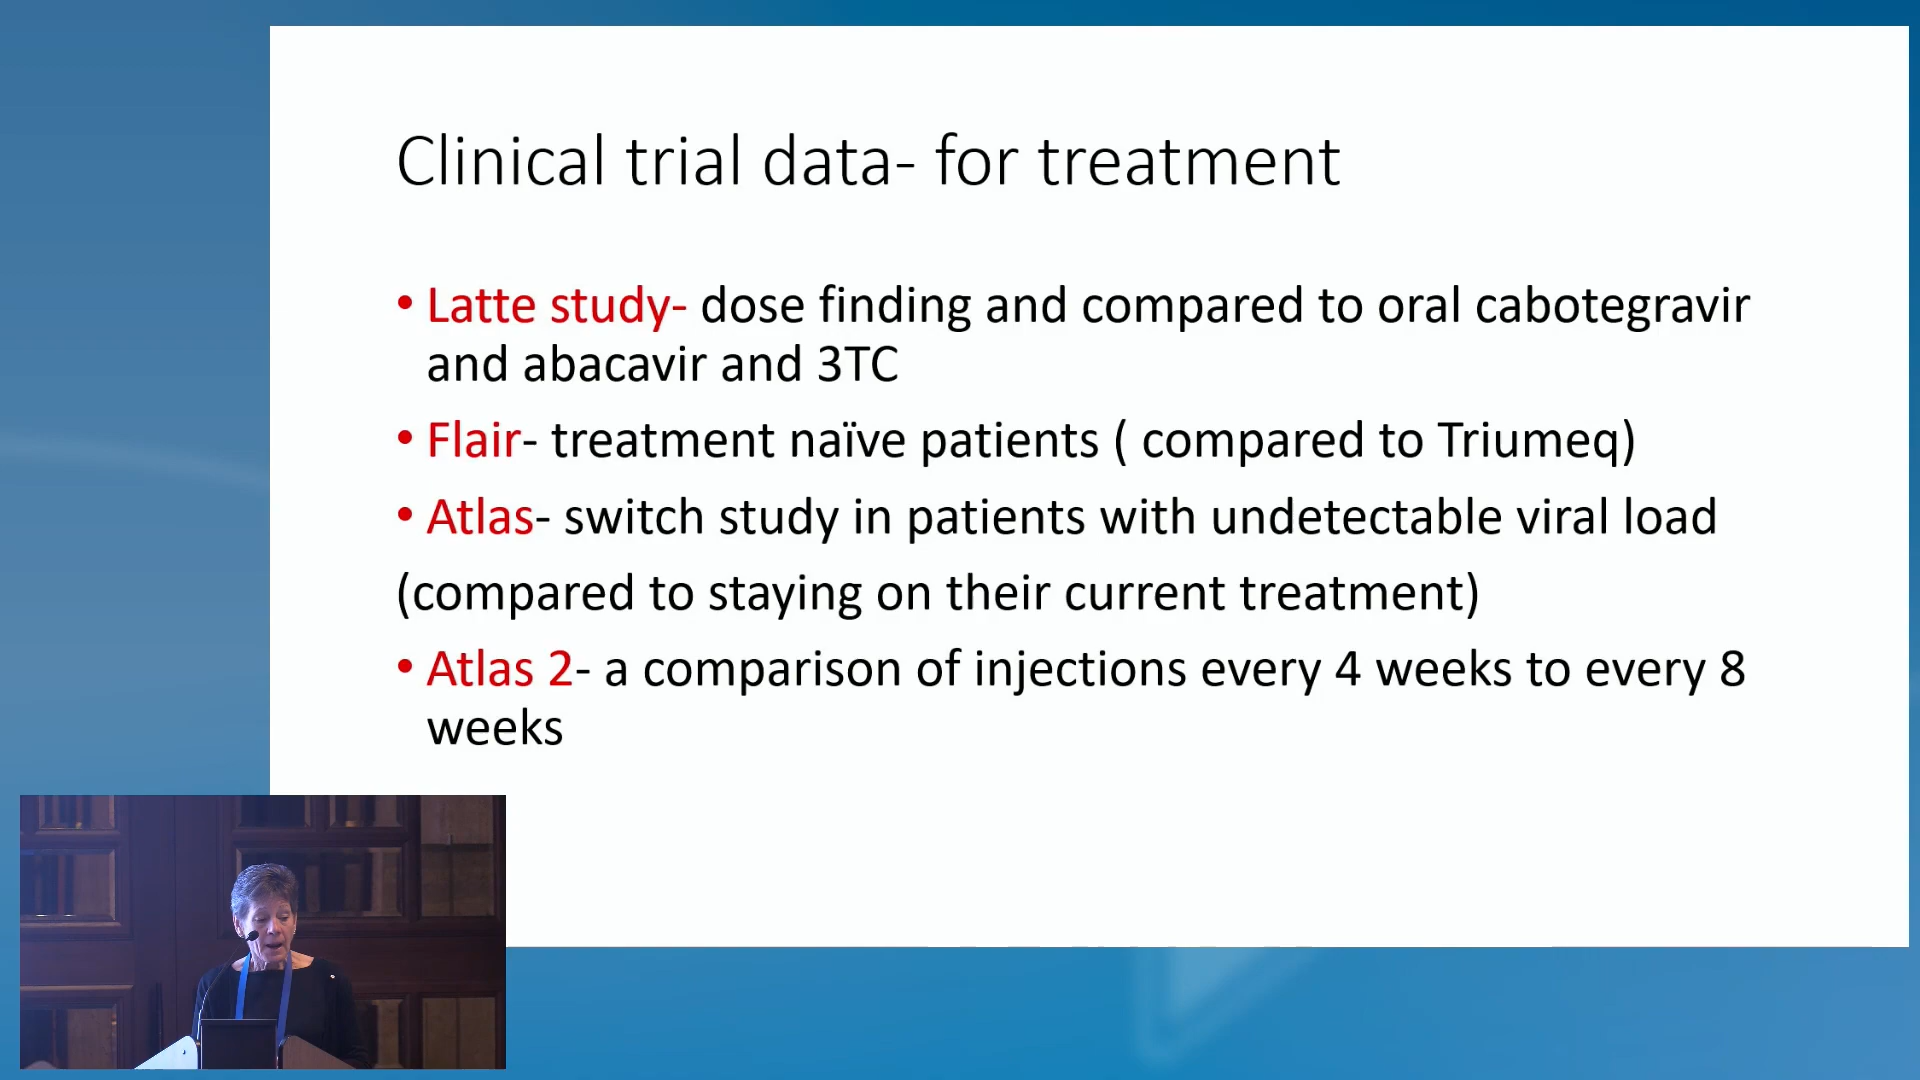 Clinical trial data- for treatment
• Latte study- dose finding and compared to oral cabotegravir
and abacavir and 3TC
• Flair- treatment naïve patients ( compared to Triumeq)
• Atlas- switch study in patients with undetectable viral load
(compared to staying on their current treatment)
• Atlas 2- a comparison of injections every 4 weeks to every 8
weeks